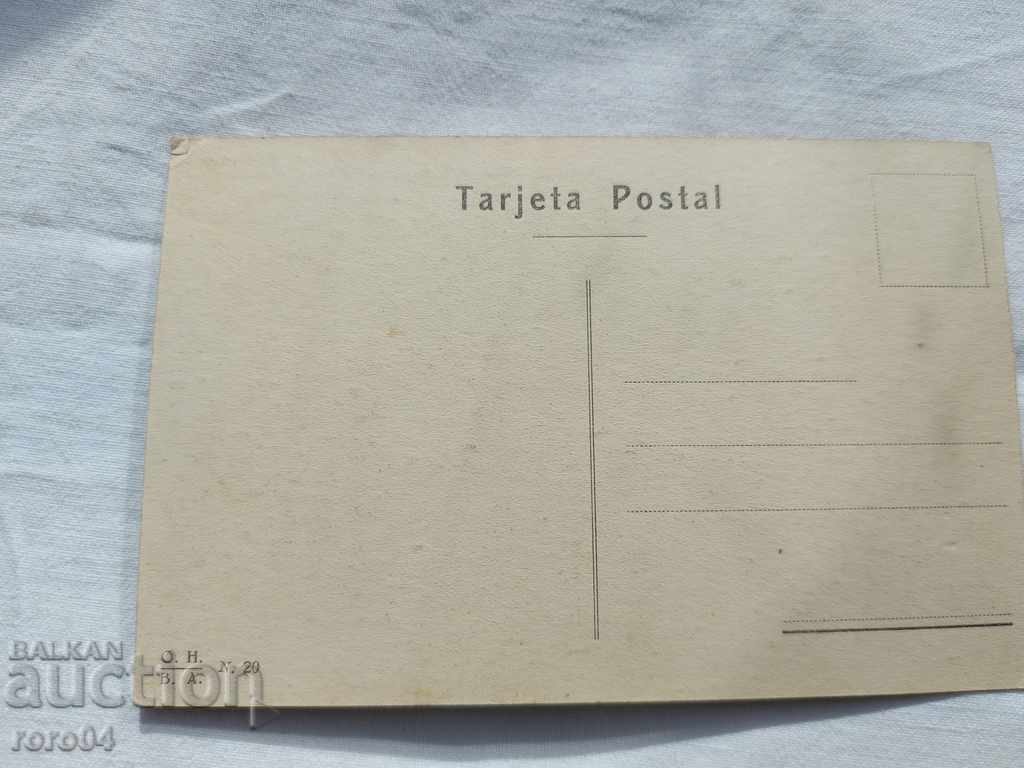 Tarjeta Postal
O. H.
B. A.
N. 20
BALKAN
auction
roro04